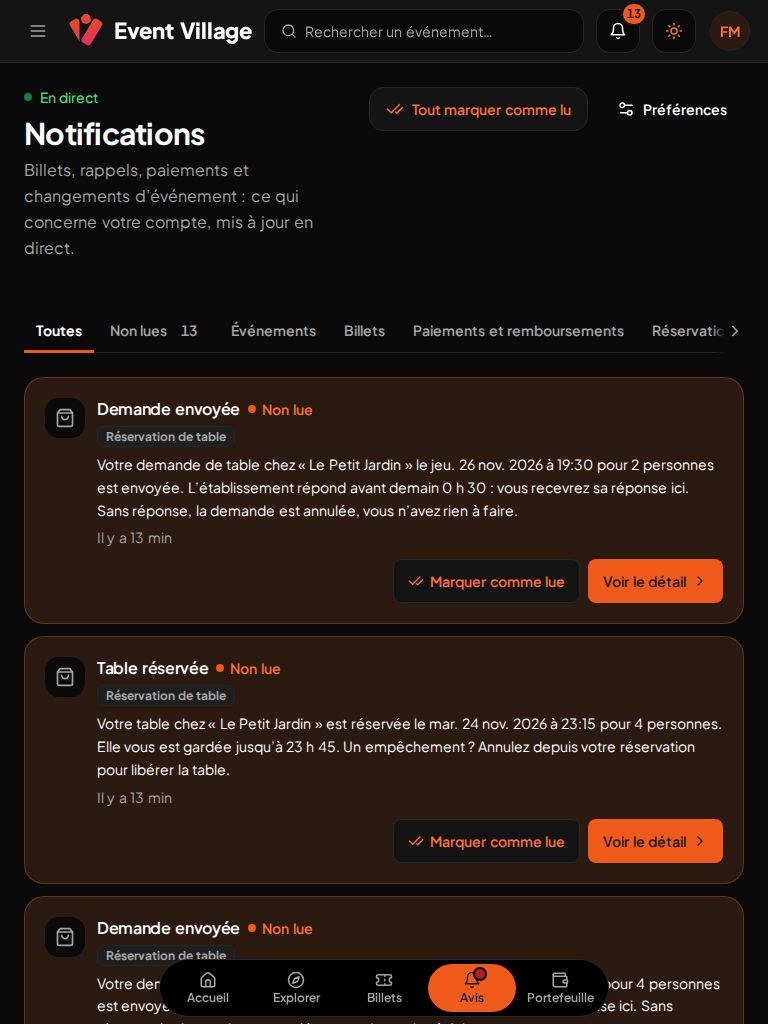 Event Village
Rechercher un événement…
13
FM
En direct
Notifications
Billets, rappels, paiements et
changements d’événement : ce qui
concerne votre compte, mis à jour en
direct.
Tout marquer comme lu
Préférences
Toutes
Non lues 13
Événements
Billets
Paiements et remboursements
Réservatio
Demande envoyée
Non lue
Réservation de table
Votre demande de table chez « Le Petit Jardin » le jeu. 26 nov. 2026 à 19:30 pour 2 personnes
est envoyée. L’établissement répond avant demain 0 h 30 : vous recevrez sa réponse ici.
Sans réponse, la demande est annulée, vous n’avez rien à faire.
Il y a 13 min
Marquer comme lue
Voir le détail
Table réservée
Non lue
Réservation de table
Votre table chez « Le Petit Jardin » est réservée le mar. 24 nov. 2026 à 23:15 pour 4 personnes.
Elle vous est gardée jusqu’à 23 h 45. Un empêchement ? Annulez depuis votre réservation
pour libérer la table.
Il y a 13 min
Marquer comme lue
Voir le détail
Demande envoyée
Non lue
Réservation de table
Votre den
pour 4 personnes
est envoyé
se ici. Sans
Accueil
Explorer
Billets
Avis
Portefeuille